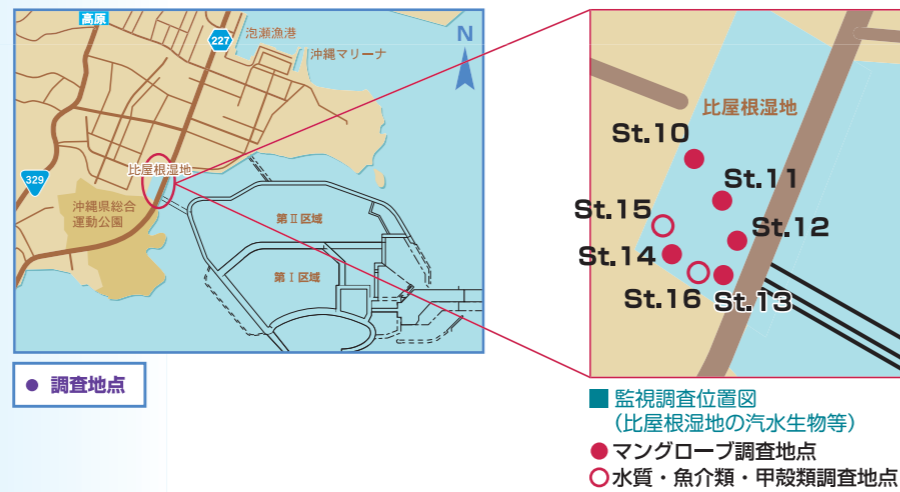 高原
227
泡瀬漁港
沖縄マリーナ
N
比屋根湿地
329
沖縄県総合
運動公園
第Ⅱ区域
第Ⅰ区域
調査地点
比屋根湿地
St.10
St.11
St.15
St.12
St.14
St.16
St.13
監視調査位置図
(比屋根湿地の汽水生物等)
マングローブ調査地点
水質・魚介類・甲殻類調査地点